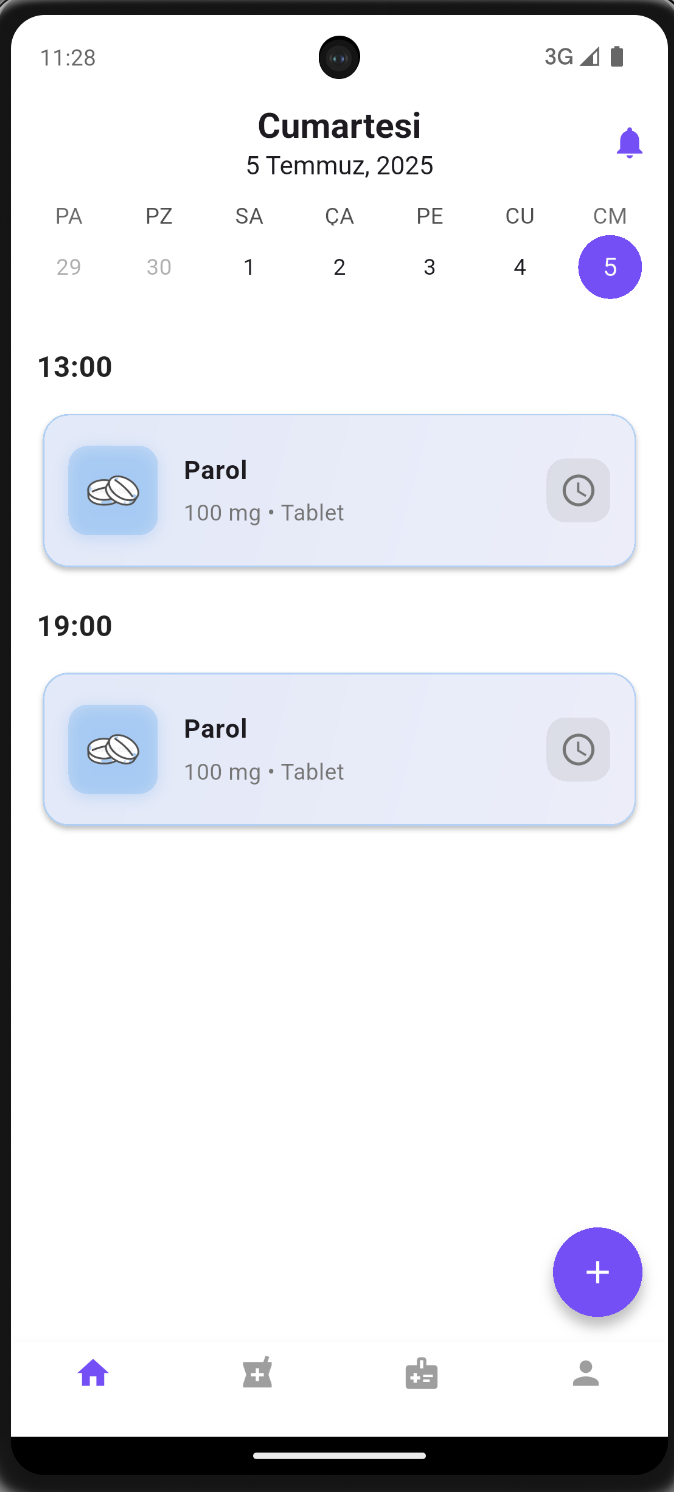 11:28 3G
Cumartesi
5 Temmuz, 2025
PA PZ SA ÇA PE CU CM
29 30 1 2 3 4 5
13:00
Parol
100 mg • Tablet
19:00
Parol
100 mg • Tablet